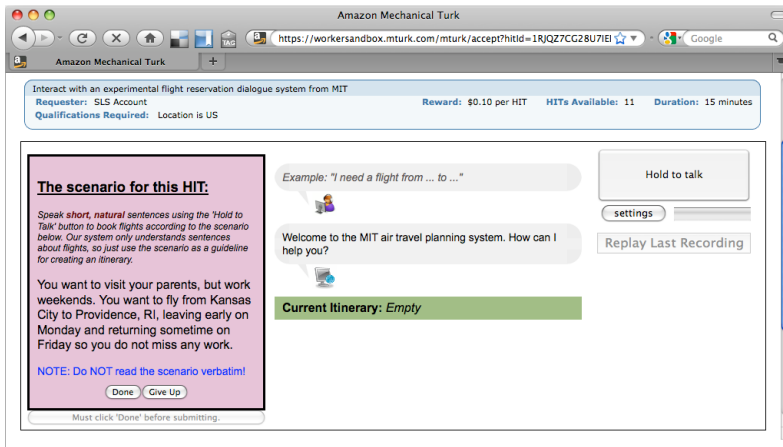 Amazon Mechanical Turk
TAG
https://workersandbox.mturk.com/mturk/accept?hitId=1RJQZ7CG28U7IEI
Google
Amazon Mechanical Turk
+
Interact with an experimental flight reservation dialogue system from MIT
Requester: SLS Account
Reward: $0.10 per HIT
HITs Available: 11
Duration: 15 minutes
Qualifications Required: Location is US
The scenario for this HIT:
Speak short, natural sentences using the 'Hold to
Talk' button to book flights according to the scenario
below. Our system only understands sentences
about flights, so just use the scenario as a guideline
for creating an itinerary.
You want to visit your parents, but work
weekends. You want to fly from Kansas
City to Providence, RI, leaving early on
Monday and returning sometime on
Friday so you do not miss any work.
NOTE: Do NOT read the scenario verbatim!
Done
Give Up
Must click 'Done' before submitting.
Example: "I need a flight from ... to ..."
Welcome to the MIT air travel planning system. How can I
help you?
Current Itinerary: Empty
Hold to talk
settings
Replay Last Recording